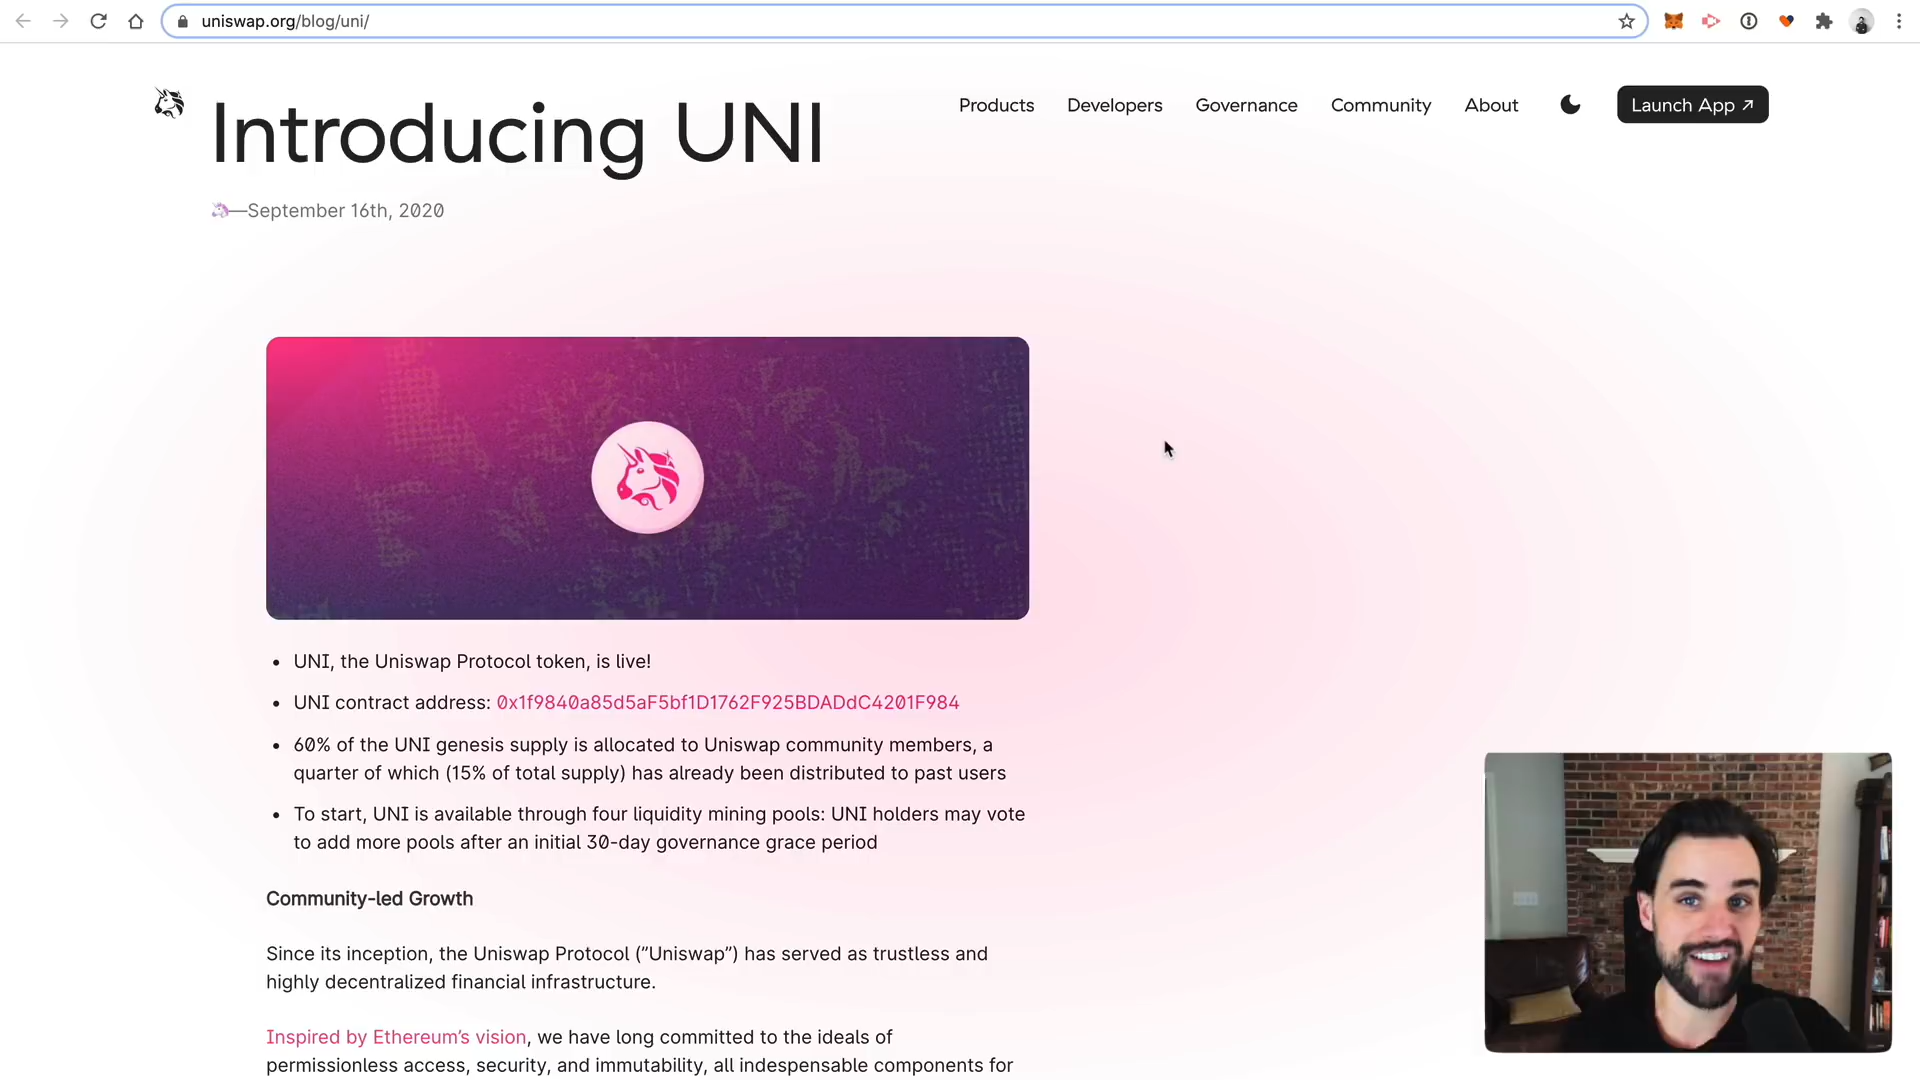 uniswap.org/blog/uni/
Introducing UNI
Products Developers Governance Community About Launch App ↗
—September 16th, 2020
• UNI, the Uniswap Protocol token, is live!
• UNI contract address: 0x1f9840a85d5aF5bf1D1762F925BDADdC4201F984
• 60% of the UNI genesis supply is allocated to Uniswap community members, a
quarter of which (15% of total supply) has already been distributed to past users
• To start, UNI is available through four liquidity mining pools: UNI holders may vote
to add more pools after an initial 30-day governance grace period
Community-led Growth
Since its inception, the Uniswap Protocol (”Uniswap”) has served as trustless and
highly decentralized financial infrastructure.
Inspired by Ethereum’s vision, we have long committed to the ideals of
permissionless access, security, and immutability, all indespensable components for